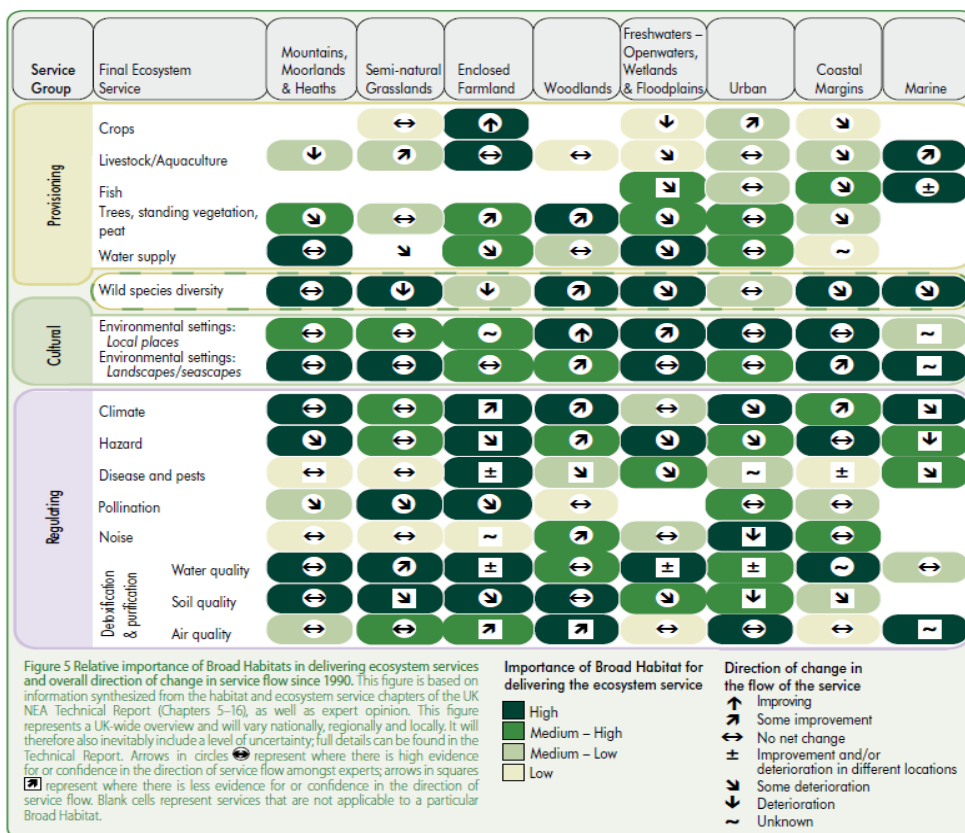 Service Group
Final Ecosystem Service
Mountains, Moorlands & Heaths
Semi-natural Grasslands
Enclosed Farmland
Woodlands
Freshwaters – Openwaters, Wetlands & Floodplains
Urban
Coastal Margins
Marine
Provisioning
Crops
↔ ↑ ↓ ↗ ↘
Livestock/Aquaculture
↓ ↗ ↔ ↔ ↘ ↔ ↘ ↗
Fish
↘ ↔ ↘ ±
Trees, standing vegetation,
peat
↘ ↔ ↗ ↗ ↘ ↔ ↘
Water supply
↔ ↘ ↘ ↔ ↘ ↔ ~
Wild species diversity
↔ ↓ ↓ ↗ ↘ ↔ ↘ ↘
Cultural
Environmental settings:
Local places
↔ ↔ ~ ↑ ↗ ↔ ↔ ~
Environmental settings:
Landscapes/seascapes
↔ ↔ ↔ ↗ ↔ ↔ ↗ ~
Regulating
Climate
↔ ↔ ↗ ↗ ↔ ↘ ↗ ↘
Hazard
↘ ↔ ↘ ↗ ↘ ↘ ↔ ↓
Disease and pests
↔ ↔ ± ↘ ↘ ~ ± ↘
Pollination
↘ ↘ ↘ ↔ ↔ ↔
Noise
↔ ↔ ~ ↗ ↔ ↓ ↔
Detoxification
& purification
Water quality
↔ ↗ ± ↔ ± ± ~ ↔
Soil quality
↔ ↘ ↘ ↔ ↘ ↓ ↘
Air quality
↔ ↔ ↗ ↗ ↔ ↔ ↔ ~
Figure 5 Relative importance of Broad Habitats in delivering ecosystem services
and overall direction of change in service flow since 1990. This figure is based on
information synthesized from the habitat and ecosystem service chapters of the UK
NEA Technical Report (Chapters 5–16), as well as expert opinion. This figure
represents a UK-wide overview and will vary nationally, regionally and locally. It will
therefore also inevitably include a level of uncertainty; full details can be found in the
Technical Report. Arrows in circles ↔ represent where there is high evidence
for or confidence in the direction of service flow amongst experts; arrows in squares
↗ represent where there is less evidence for or confidence in the direction of
service flow. Blank cells represent services that are not applicable to a particular
Broad Habitat.
Importance of Broad Habitat for
delivering the ecosystem service
High
Medium – High
Medium – Low
Low
Direction of change in
the flow of the service
↑ Improving
↗ Some improvement
↔ No net change
± Improvement and/or
deterioration in different locations
↘ Some deterioration
↓ Deterioration
~ Unknown